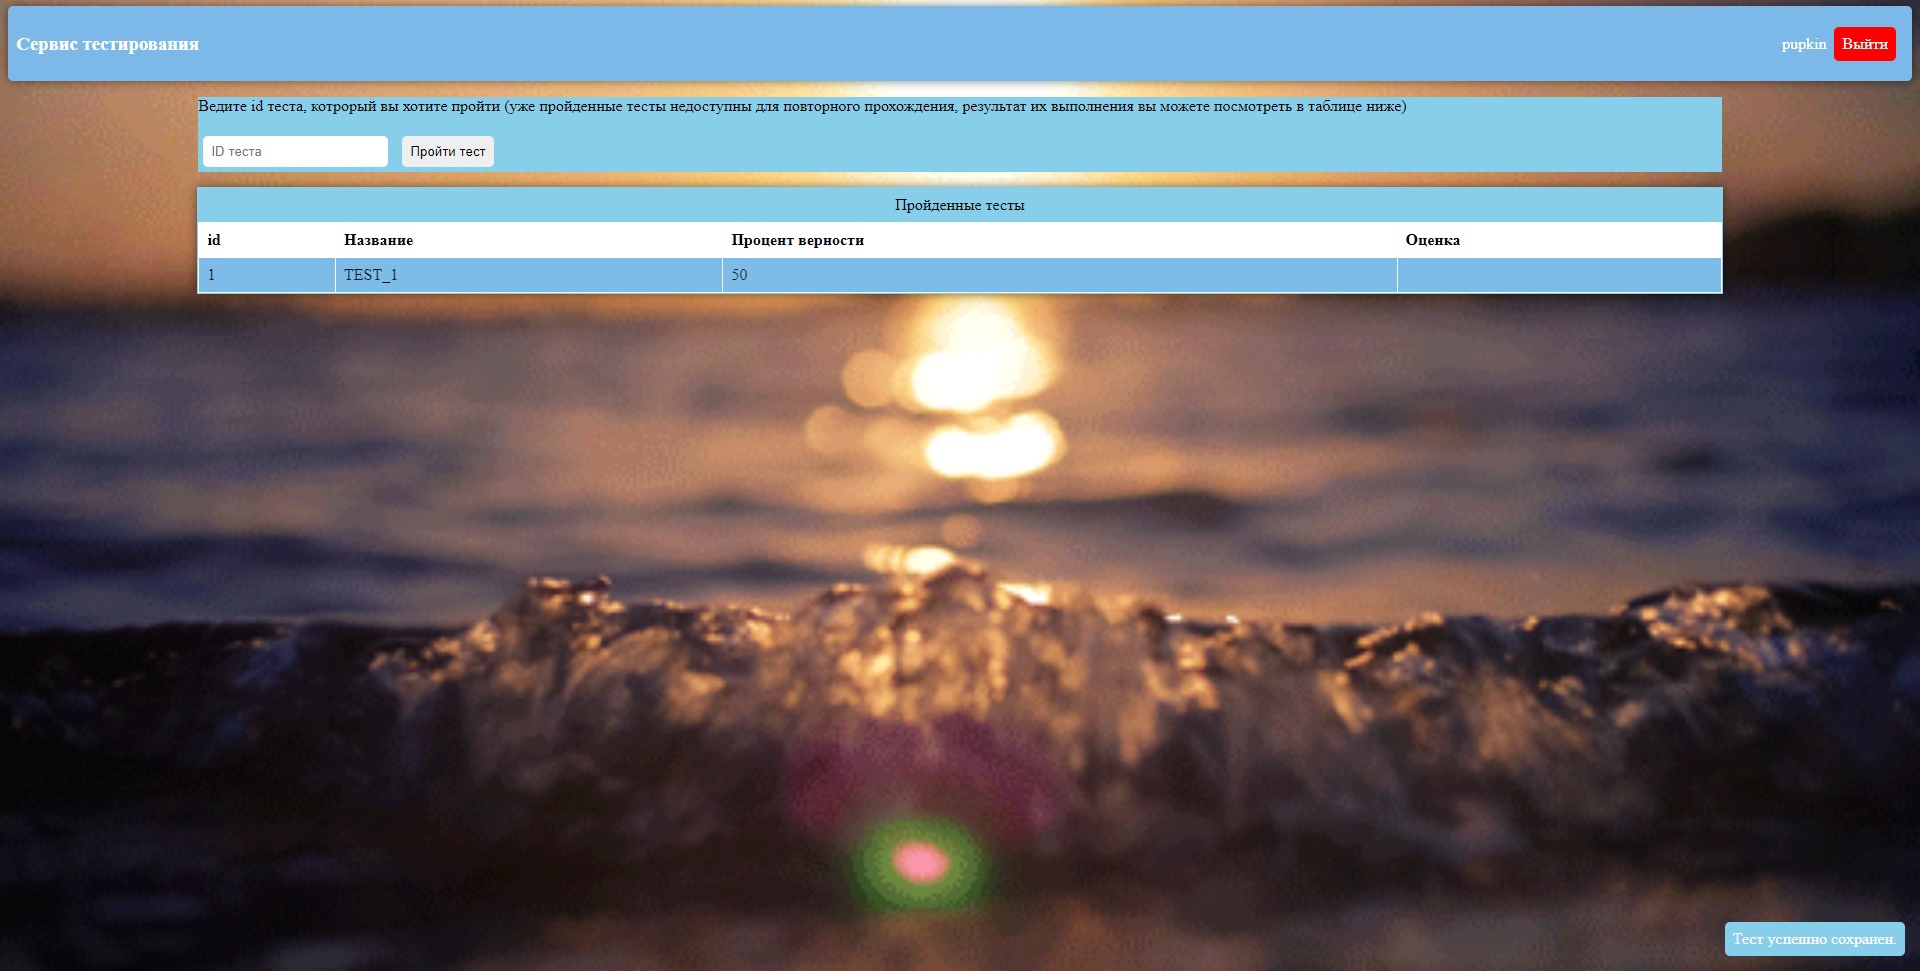 Сервис тестирования
pupkin Выйти
Ведите id теста, котрорый вы хотите пройти (уже пройденные тесты недоступны для повторного прохождения, результат их выполнения вы можете посмотреть в таблице ниже)
ID теста Пройти тест
Пройденные тесты
id Название Процент верности Оценка
1 TEST_1 50
Тест успешно сохранен.